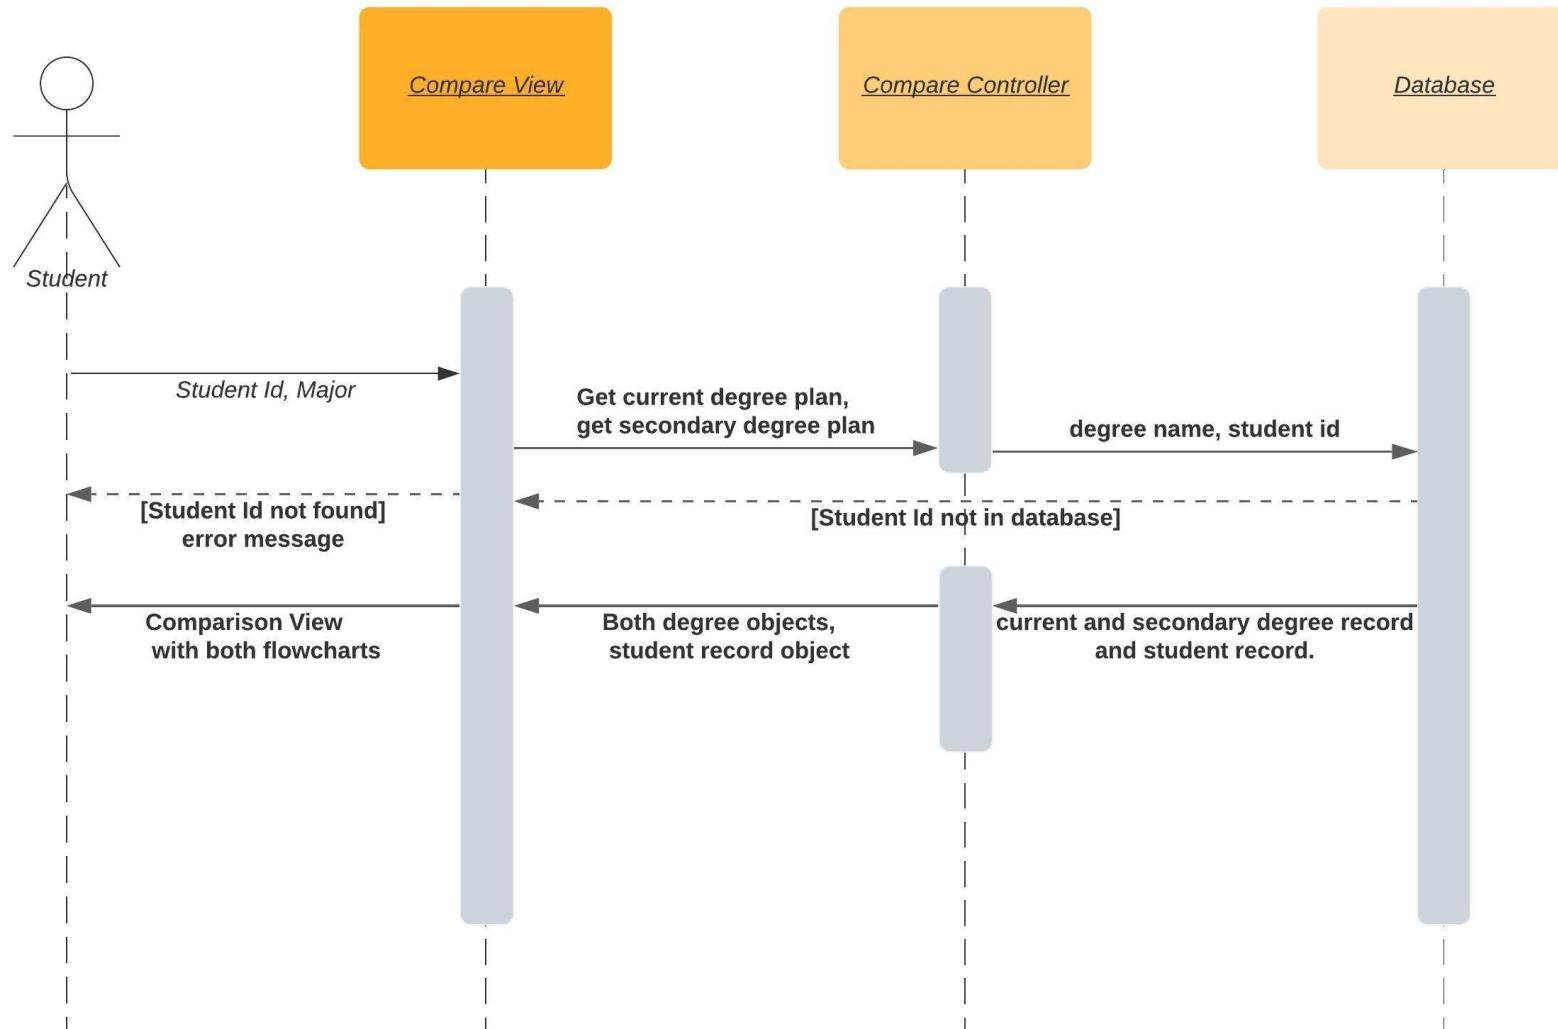 Compare View
Compare Controller
Database
Student
Student Id, Major
Get current degree plan,
get secondary degree plan
degree name, student id
[Student Id not found]
error message
[Student Id not in database]
Comparison View
with both flowcharts
Both degree objects,
student record object
current and secondary degree record
and student record.